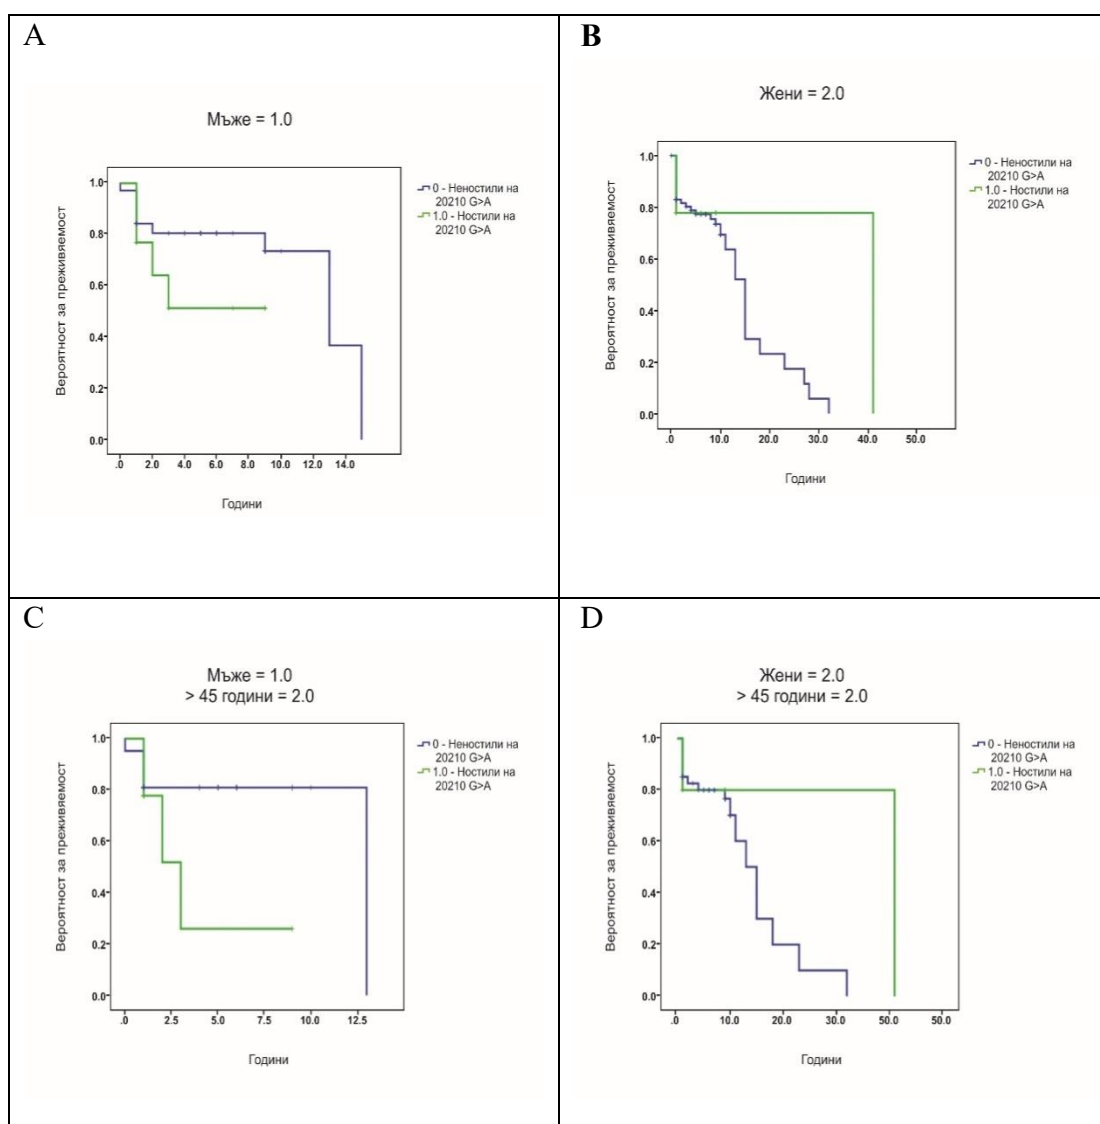 A
Мъже = 1.0
Вероятност за преживяемост
1.0
0.8
0.6
0.4
0.2
0.0
.0 2.0 4.0 6.0 8.0 10.0 12.0 14.0
Години
0 - Неностили на
20210 G>A
1.0 - Ностили на
20210 G>A
B
Жени = 2.0
Вероятност за преживяемост
1.0
0.8
0.6
0.4
0.2
0.0
.0 10.0 20.0 30.0 40.0 50.0
Години
0 - Неностили на
20210 G>A
1.0 - Ностили на
20210 G>A
C
Мъже = 1.0
> 45 години = 2.0
Вероятност за преживяемост
1.0
0.8
0.6
0.4
0.2
0.0
.0 2.5 5.0 7.5 10.0 12.5
Години
0 - Неностили на
20210 G>A
1.0 - Ностили на
20210 G>A
D
Жени = 2.0
> 45 години = 2.0
Вероятност за преживяемост
1.0
0.8
0.6
0.4
0.2
0.0
.0 10.0 20.0 30.0 50.0 50.0
Години
0 - Неностили на
20210 G>A
1.0 - Ностили на
20210 G>A